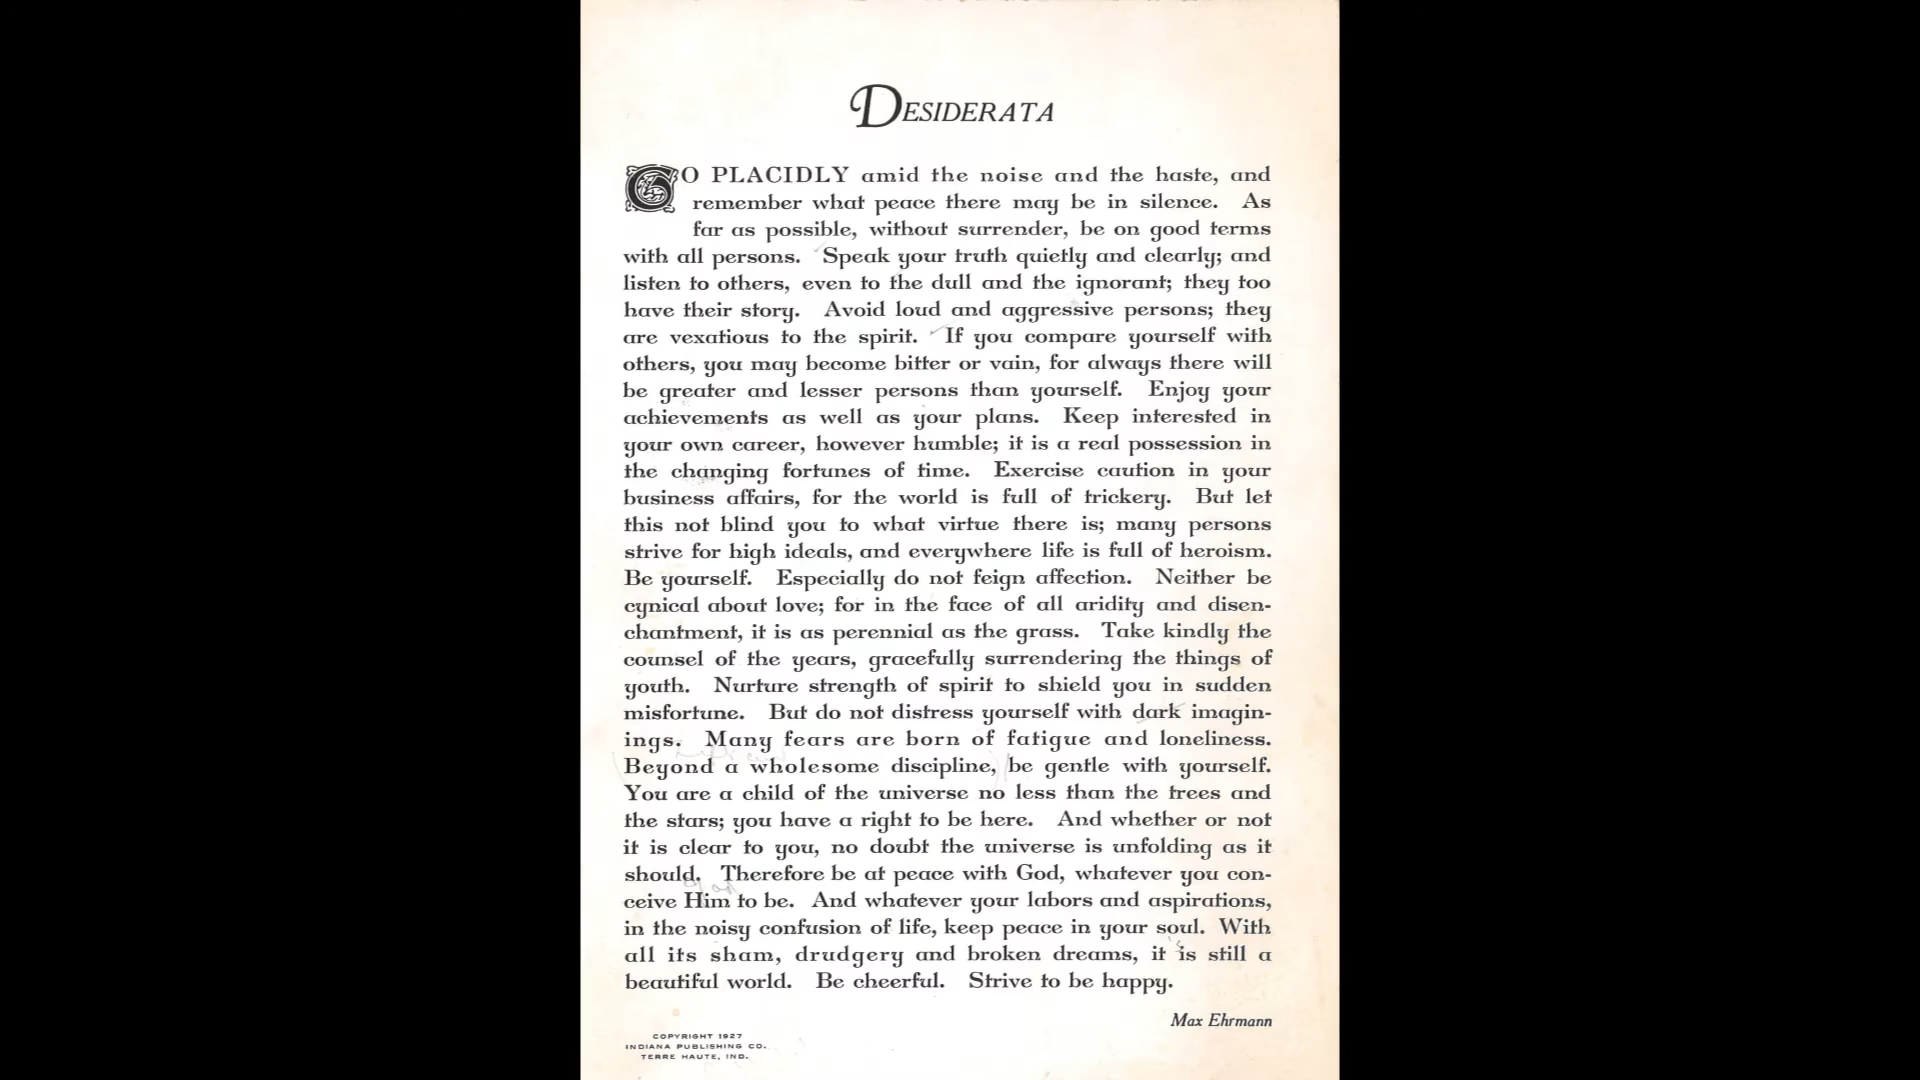 DESIDERATA
GO PLACIDLY amid the noise and the haste, and
remember what peace there may be in silence. As
far as possible, without surrender, be on good terms
with all persons. Speak your truth quietly and clearly; and
listen to others, even to the dull and the ignorant; they too
have their story. Avoid loud and aggressive persons; they
are vexatious to the spirit. If you compare yourself with
others, you may become bitter or vain, for always there will
be greater and lesser persons than yourself. Enjoy your
achievements as well as your plans. Keep interested in
your own career, however humble; it is a real possession in
the changing fortunes of time. Exercise caution in your
business affairs, for the world is full of trickery. But let
this not blind you to what virtue there is; many persons
strive for high ideals, and everywhere life is full of heroism.
Be yourself. Especially do not feign affection. Neither be
cynical about love; for in the face of all aridity and disen-
chantment, it is as perennial as the grass. Take kindly the
counsel of the years, gracefully surrendering the things of
youth. Nurture strength of spirit to shield you in sudden
misfortune. But do not distress yourself with dark imagin-
ings. Many fears are born of fatigue and loneliness.
Beyond a wholesome discipline, be gentle with yourself.
You are a child of the universe no less than the trees and
the stars; you have a right to be here. And whether or not
it is clear to you, no doubt the universe is unfolding as it
should. Therefore be at peace with God, whatever you con-
ceive Him to be. And whatever your labors and aspirations,
in the noisy confusion of life, keep peace in your soul. With
all its sham, drudgery and broken dreams, it is still a
beautiful world. Be cheerful. Strive to be happy.
Max Ehrmann
COPYRIGHT 1927
INDIANA PUBLISHING CO.
TERRE HAUTE, IND.